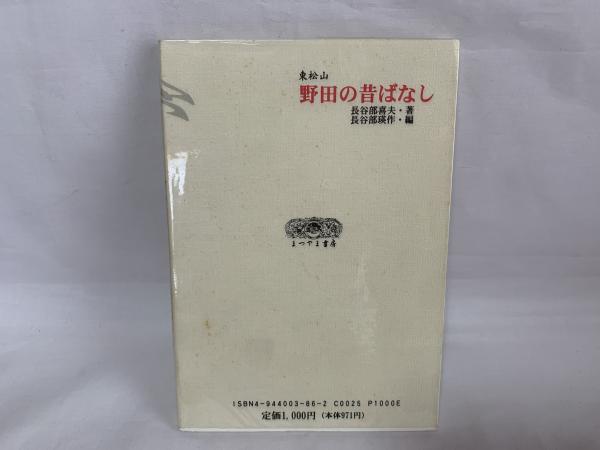 東松山
野田の昔ばなし
長谷部喜夫・著
長谷部瑛作・編
まつやま書房
ISBN4-944003-86-2 C0025 P1000E
定価1,000円（本体971円）